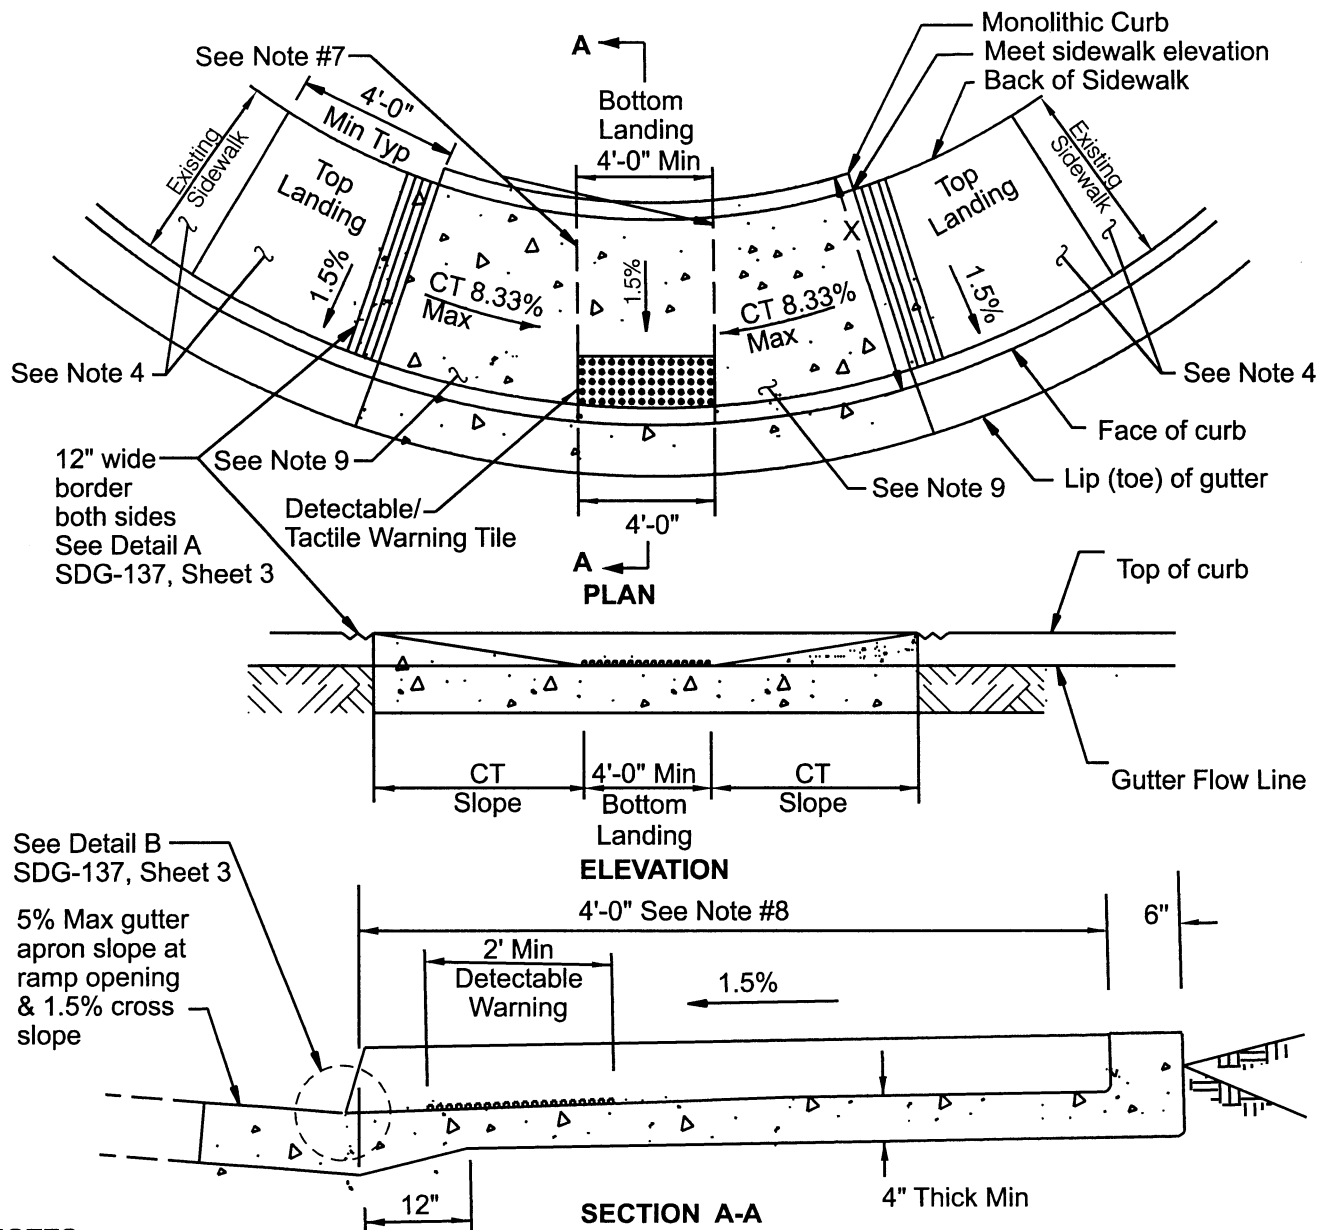 Monolithic Curb
Meet sidewalk elevation
Back of Sidewalk
See Note #7
A
4'-0"
Min Typ
Bottom
Landing
4'-0" Min
Existing
Sidewalk
Top
Landing
1.5%
CT 8.33%
Max
1.5%
CT 8.33%
Max
X
Top
Landing
1.5%
Existing
Sidewalk
See Note 4
See Note 4
Face of curb
Lip (toe) of gutter
See Note 9
See Note 9
12" wide
border
both sides
See Detail A
SDG-137, Sheet 3
Detectable/
Tactile Warning Tile
4'-0"
A
PLAN
Top of curb
CT
Slope
4'-0" Min
Bottom
Landing
CT
Slope
Gutter Flow Line
ELEVATION
See Detail B
SDG-137, Sheet 3
5% Max gutter
apron slope at
ramp opening
& 1.5% cross
slope
4'-0" See Note #8
6"
2' Min
Detectable
Warning
1.5%
12"
4" Thick Min
SECTION A-A